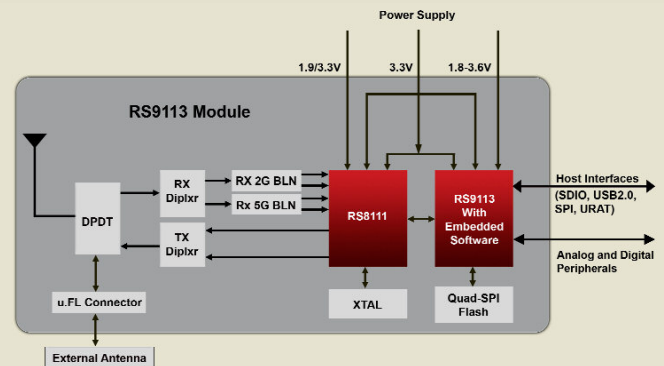 Power Supply
1.9/3.3V
3.3V
1.8-3.6V
RS9113 Module
RX
Diplxr
RX 2G BLN
Rx 5G BLN
DPDT
TX
Diplxr
RS8111
RS9113
With
Embedded
Software
Host Interfaces
(SDIO, USB2.0,
SPI, URAT)
Analog and Digital
Peripherals
u.FL Connector
XTAL
Quad-SPI
Flash
External Antenna